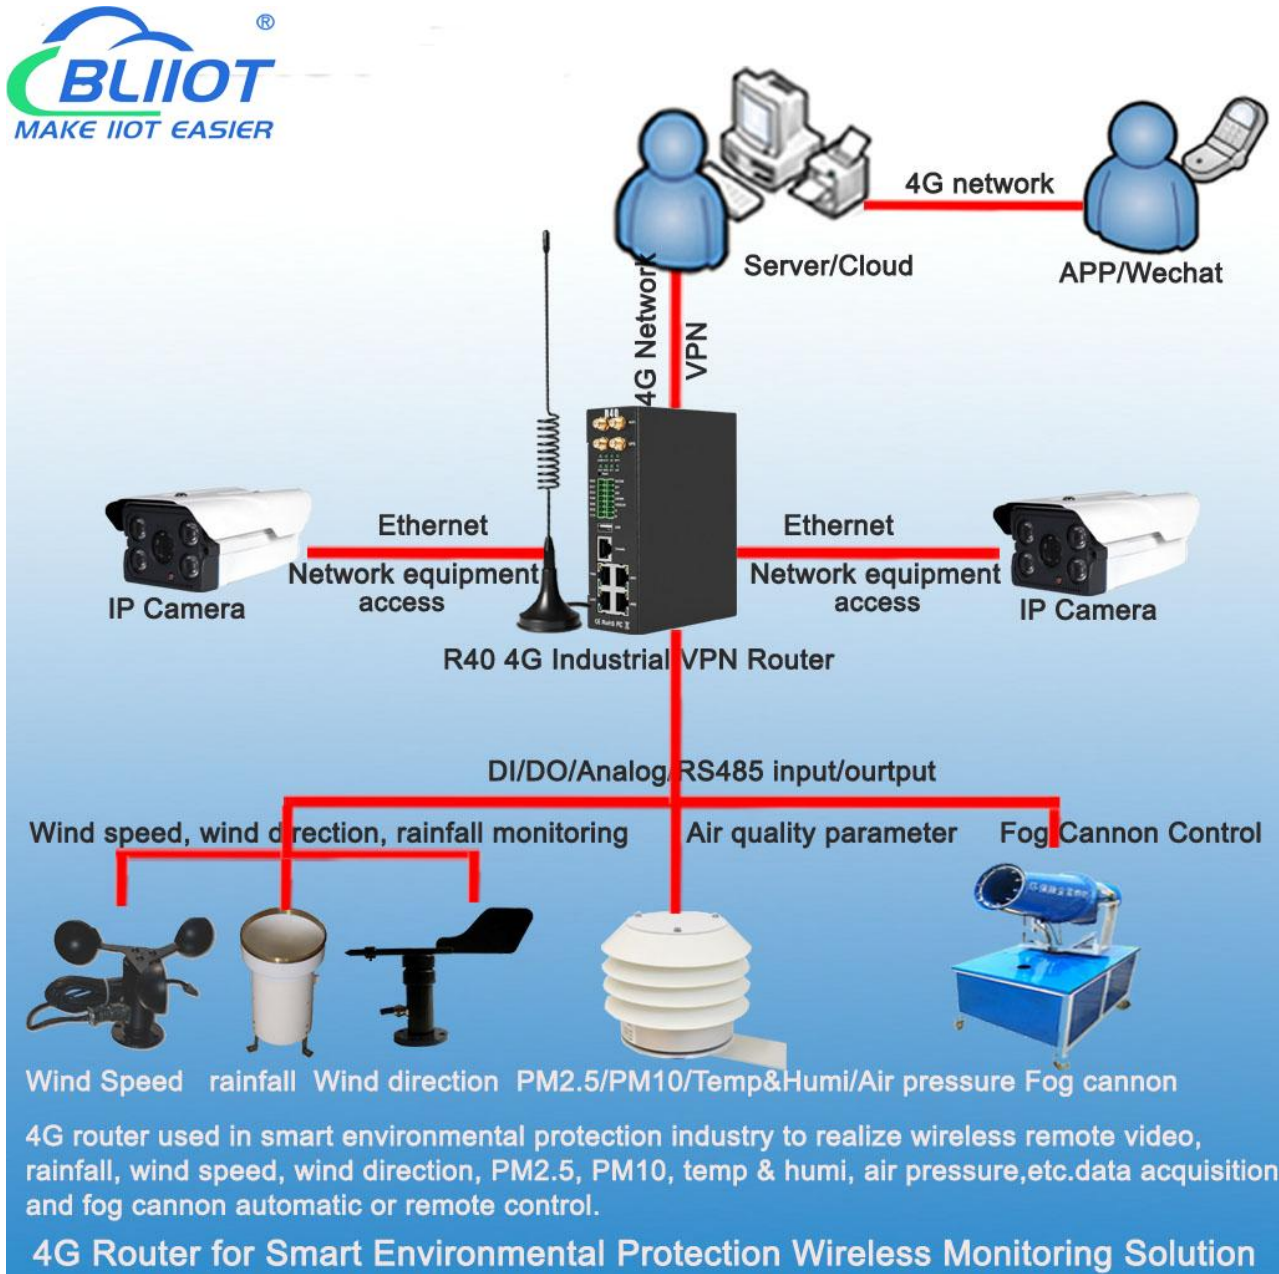 ®
BLIIOT
MAKE IIOT EASIER
4G network
Server/Cloud
APP/Wechat
4G Network
VPN
R40
Ethernet
Network equipment
access
IP Camera
Ethernet
Network equipment
access
IP Camera
R40 4G Industrial VPN Router
DI/DO/Analog/RS485 input/ourtput
Wind speed, wind direction, rainfall monitoring
Air quality parameter
Fog Cannon Control
Wind Speed rainfall Wind direction PM2.5/PM10/Temp&Humi/Air pressure Fog cannon
4G router used in smart environmental protection industry to realize wireless remote video,
rainfall, wind speed, wind direction, PM2.5, PM10, temp & humi, air pressure,etc.data acquisition
and fog cannon automatic or remote control.
4G Router for Smart Environmental Protection Wireless Monitoring Solution